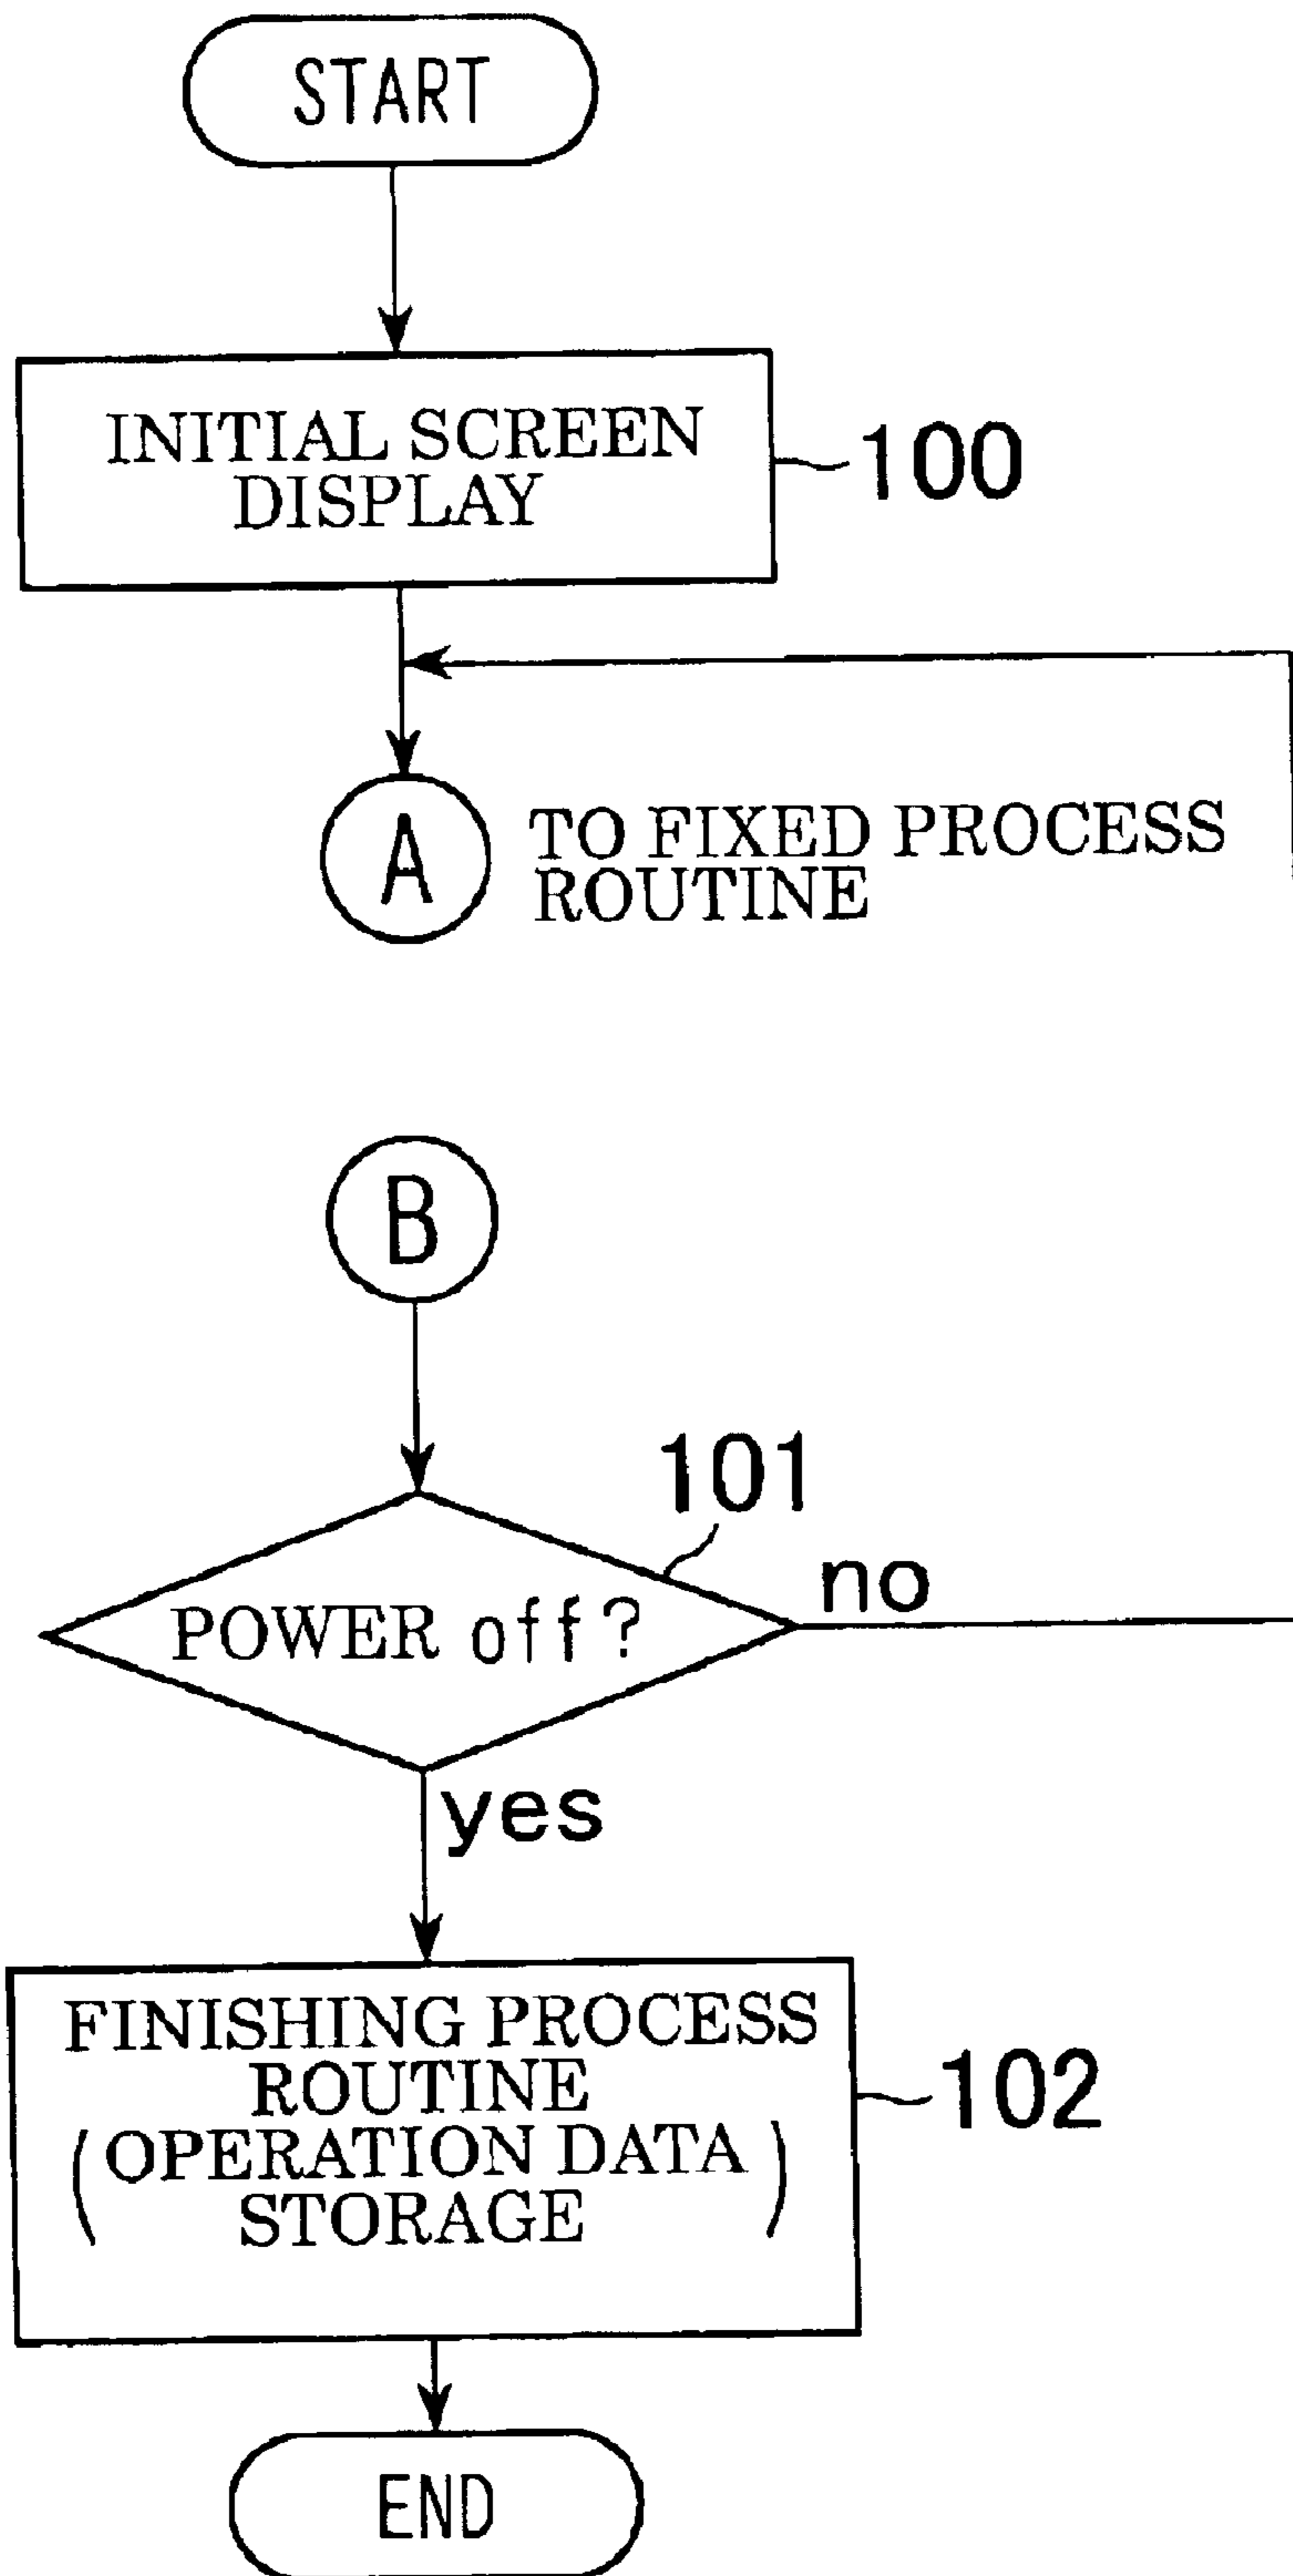 START
INITIAL SCREEN
DISPLAY
100
A
TO FIXED PROCESS
ROUTINE
B
101
POWER off?
no
yes
FINISHING PROCESS
ROUTINE
(OPERATION DATA
STORAGE)
102
END